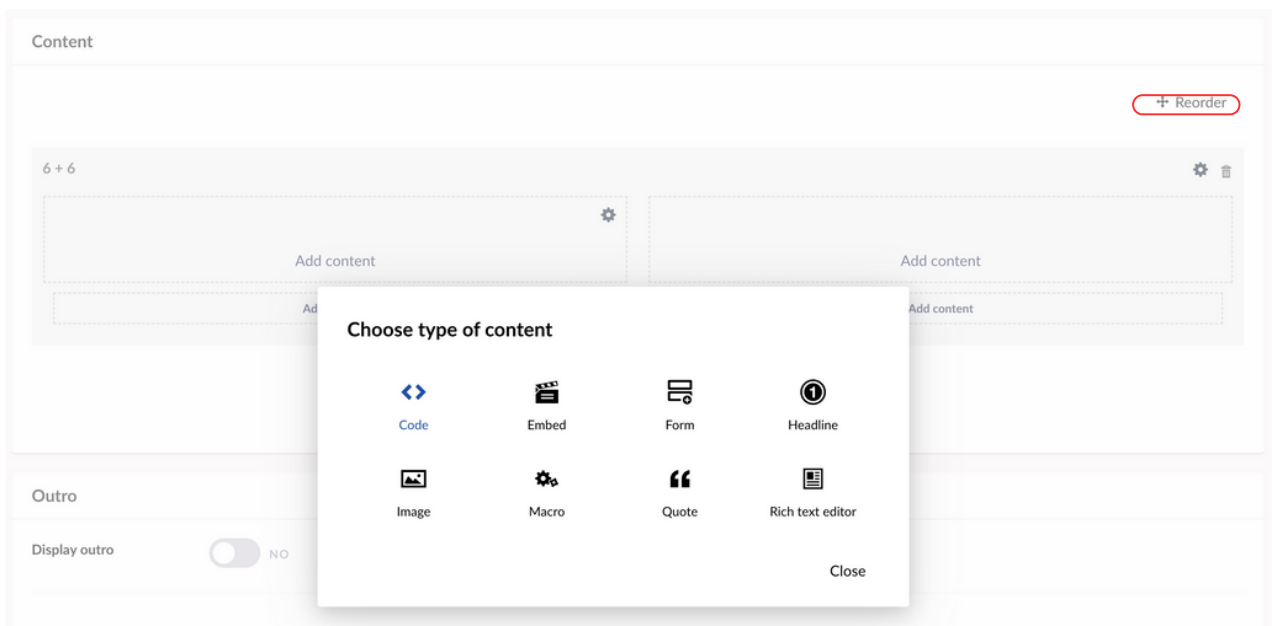 Content
Reorder
6 + 6
Add content Add content
Ad Add content
Choose type of content
Code Embed Form Headline
Image Macro Quote Rich text editor
Outro
Display outro NO
Close